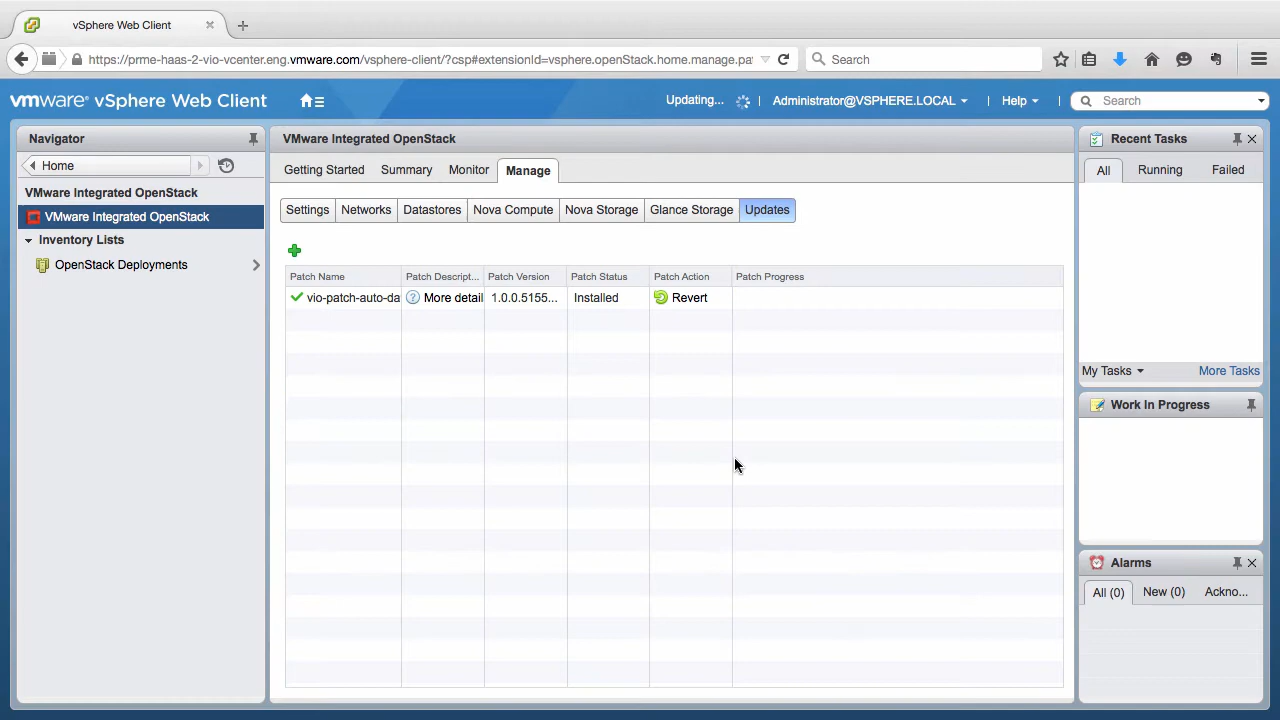 vSphere Web Client
https://prme-haas-2-vio-vcenter.eng.vmware.com/vsphere-client/?csp#extensionId=vsphere.openStack.home.manage.pa
Search
vmware® vSphere Web Client
Updating...
Administrator@VSPHERE.LOCAL
Help
Search
Navigator
Home
VMware Integrated OpenStack
VMware Integrated OpenStack
Inventory Lists
OpenStack Deployments
VMware Integrated OpenStack
Getting Started Summary Monitor Manage
Settings Networks Datastores Nova Compute Nova Storage Glance Storage Updates
Patch Name Patch Descript... Patch Version Patch Status Patch Action Patch Progress
vio-patch-auto-da More detail 1.0.0.5155... Installed Revert
Recent Tasks
All Running Failed
My Tasks More Tasks
Work In Progress
Alarms
All (0) New (0) Ackno...